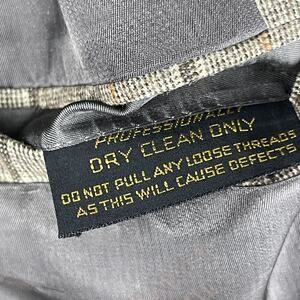 PROFESSIONALLY
DRY CLEAN ONLY
DO NOT PULL ANY LOOSE THREADS
AS THIS WILL CAUSE DEFECTS